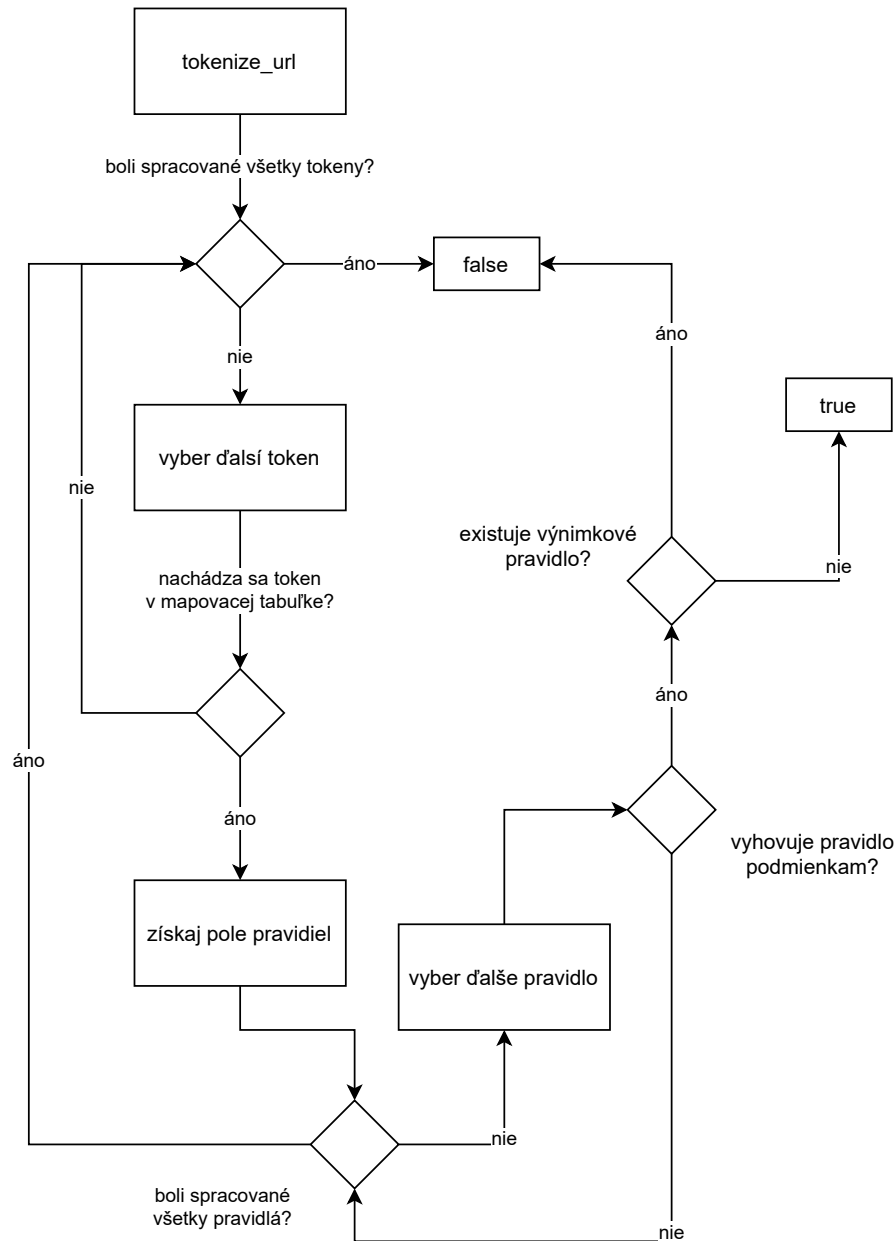 tokenize_url
boli spracované všetky tokeny?
áno
false
nie
áno
true
vyber ďalsí token
nie
existuje výnimkové
pravidlo?
nie
nachádza sa token
v mapovacej tabuľke?
áno
áno
áno
vyhovuje pravidlo
podmienkam?
získaj pole pravidiel
vyber ďalše pravidlo
nie
boli spracované
všetky pravidlá?
nie